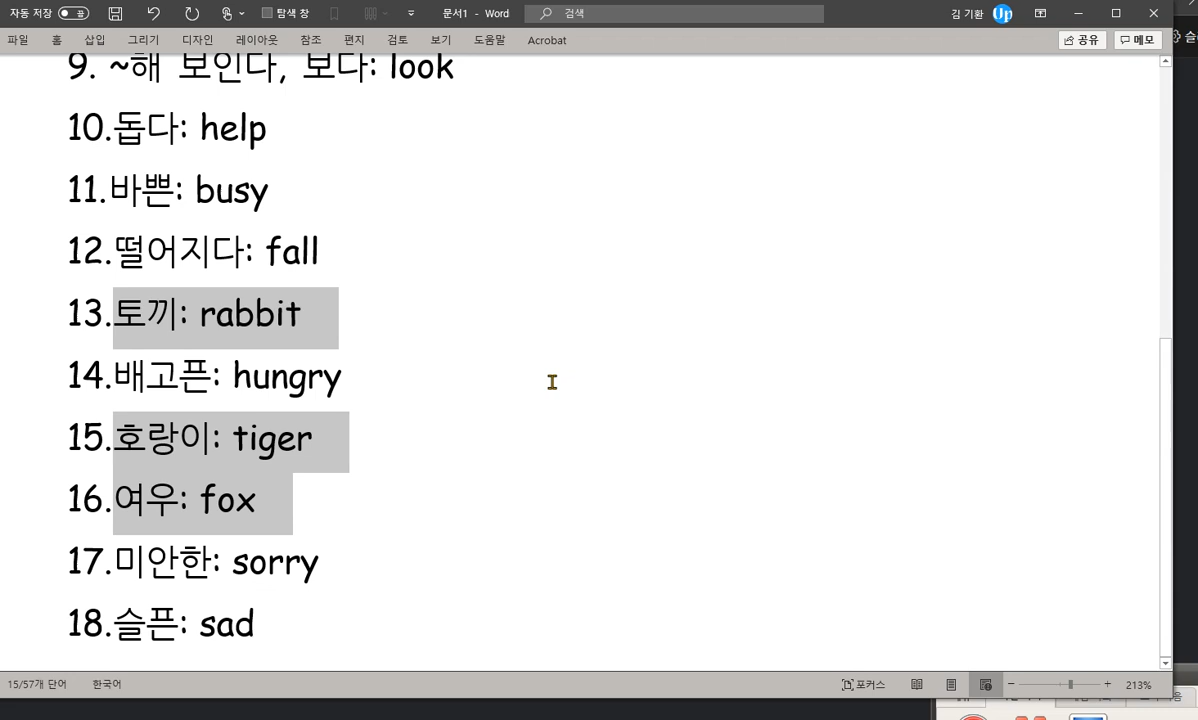 자동 저장 끔 탐색 창 문서1 - Word 검색 김 기환 Up
파일 홈 삽입 그리기 디자인 레이아웃 참조 편지 검토 보기 도움말 Acrobat 공유 메모
9. ~해 보인다, 보다: look
10.돕다: help
11.바쁜: busy
12.떨어지다: fall
13.토끼: rabbit
14.배고픈: hungry
15.호랑이: tiger
16.여우: fox
17.미안한: sorry
18.슬픈: sad
15/57개 단어 한국어 포커스 213%